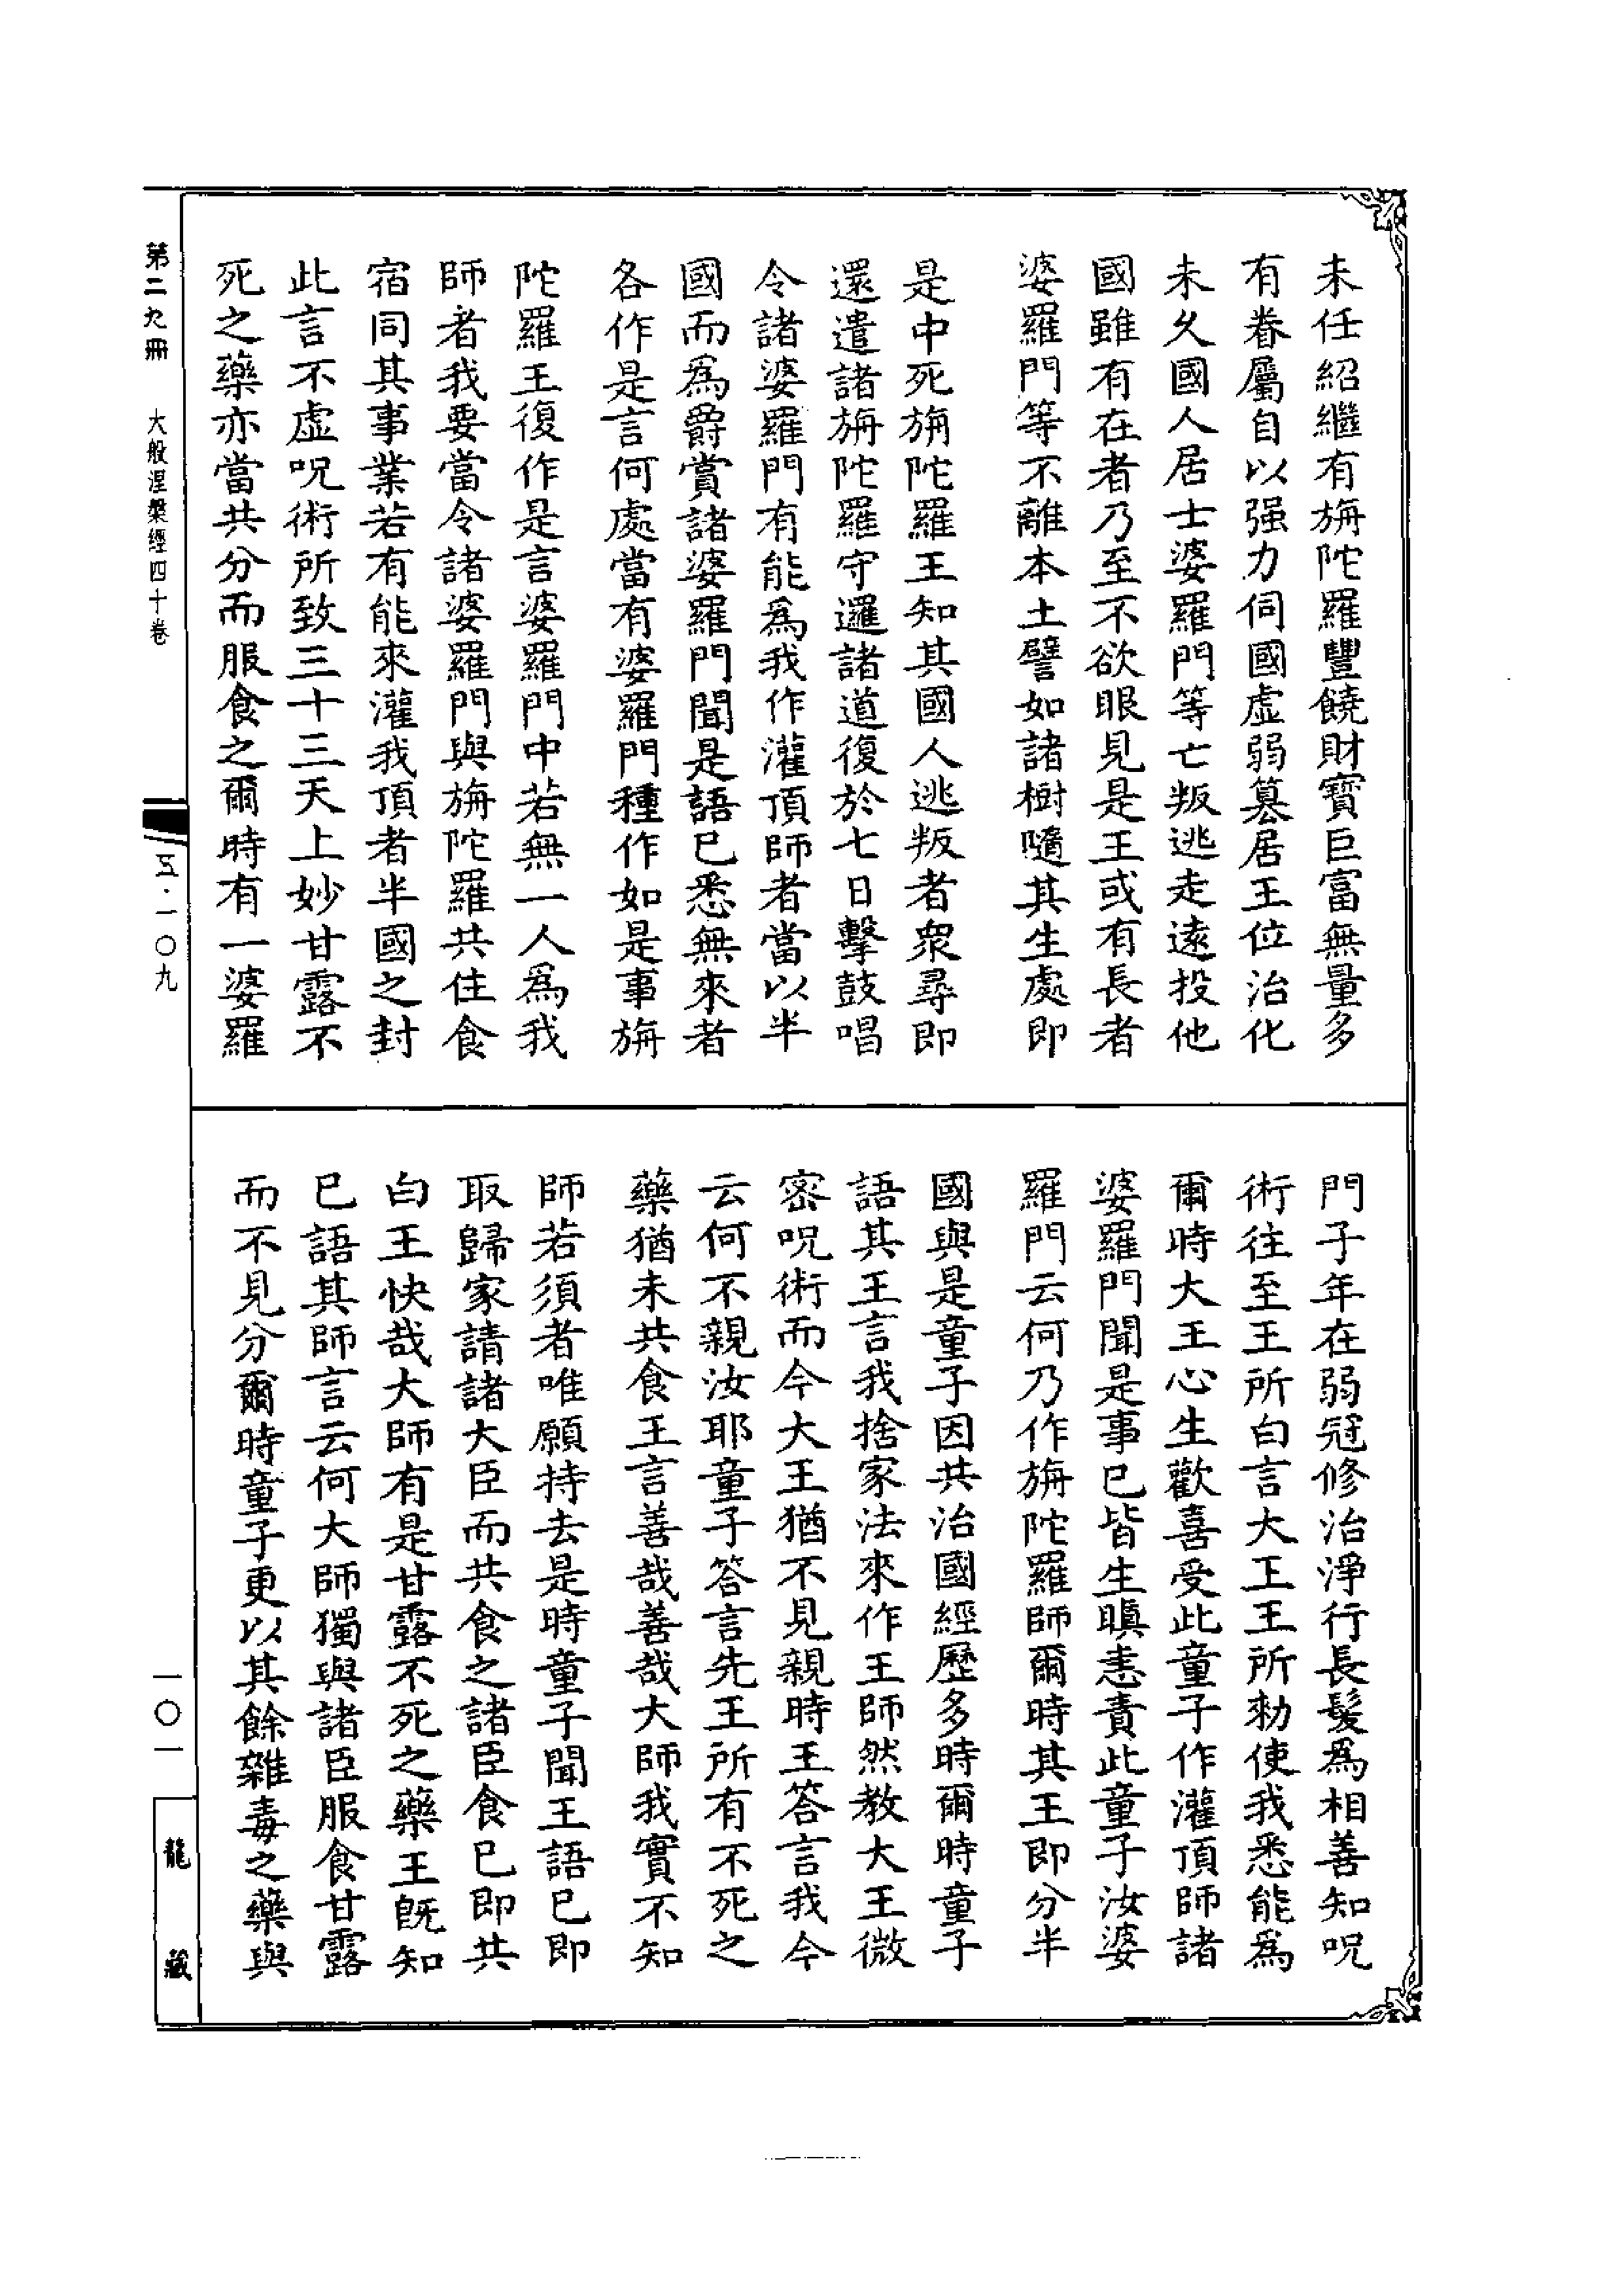 未任紹繼有旃陀羅豐饒財寶巨富無量多
有眷屬自以强力伺國虛弱篡居王位治化
未久國人居士婆羅門等亡叛逃走遠投他
國雖有在者乃至不欲眼見是王或有長者
婆羅門等不離本土譬如諸樹隨其生處即
是中死旃陀羅王知其國人逃叛者衆尋即
還遣諸旃陀羅守邏諸道復於七日擊鼓唱
令諸婆羅門有能爲我作灌頂師者當以半
國而爲爵賞諸婆羅門聞是語已悉無來者
各作是言何處當有婆羅門種作如是事旃
陀羅王復作是言婆羅門中若無一人爲我
師者我要當令諸婆羅門與旃陀羅共住食
宿同其事業若有能來灌我頂者半國之封
此言不虛呪術所致三十三天上妙甘露不
死之藥亦當共分而服食之爾時有一婆羅
門子年在弱冠修治淨行長髮爲相善知呪
術往至王所白言大王王所勑使我悉能爲
爾時大王心生歡喜受此童子作灌頂師諸
婆羅門聞是事已皆生瞋恚責此童子汝婆
羅門云何乃作旃陀羅師爾時其王即分半
國與是童子因共治國經歷多時爾時童子
語其王言我捨家法來作王師然教大王微
密呪術而今大王猶不見親時王答言我今
云何不親汝耶童子答言先王所有不死之
藥猶未共食王言善哉善哉大師我實不知
師若須者唯願持去是時童子聞王語已即
取歸家請諸大臣而共食之諸臣食已即共
白王快哉大師有是甘露不死之藥王旣知
已語其師言云何大師獨與諸臣服食甘露
而不見分爾時童子更以其餘雜毒之藥與
第二九冊　大般涅槃經四十卷
五·一〇九
一〇一
龍藏